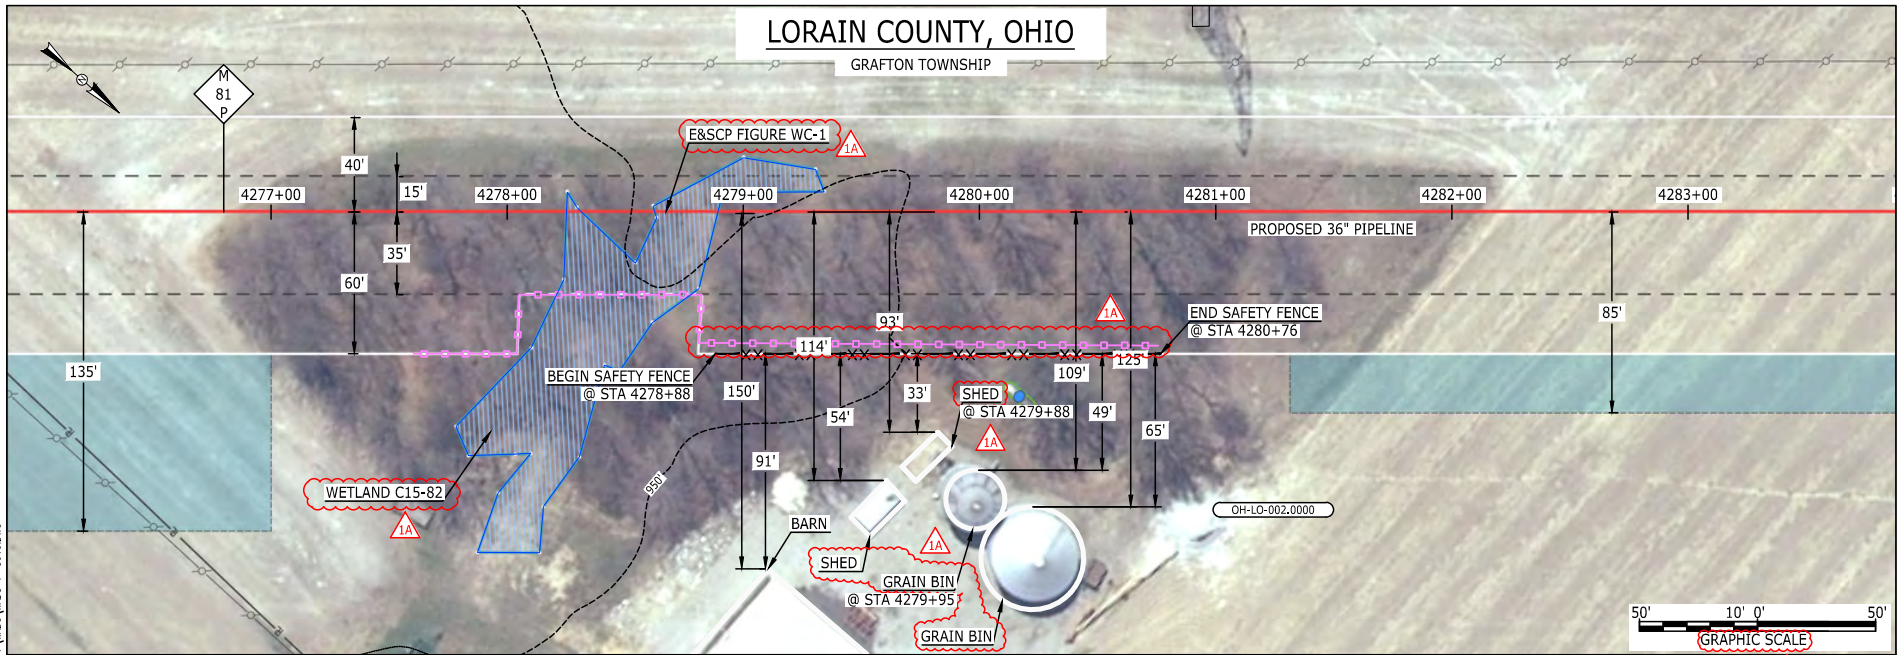 LORAIN COUNTY, OHIO
GRAFTON TOWNSHIP
N
M
81
P
E&SCP FIGURE WC-1
1A
40'
15'
4277+00
4278+00
4279+00
4280+00
4281+00
4282+00
4283+00
PROPOSED 36" PIPELINE
35'
60'
135'
93'
1A
END SAFETY FENCE
@ STA 4280+76
85'
114'
109'
125'
BEGIN SAFETY FENCE
@ STA 4278+88
150'
54'
33'
SHED
@ STA 4279+88
49'
65'
1A
91'
950'
WETLAND C15-82
1A
BARN
SHED
1A
GRAIN BIN
@ STA 4279+95
GRAIN BIN
OH-LO-002.0000
R
R
50'
10'
0'
50'
GRAPHIC SCALE